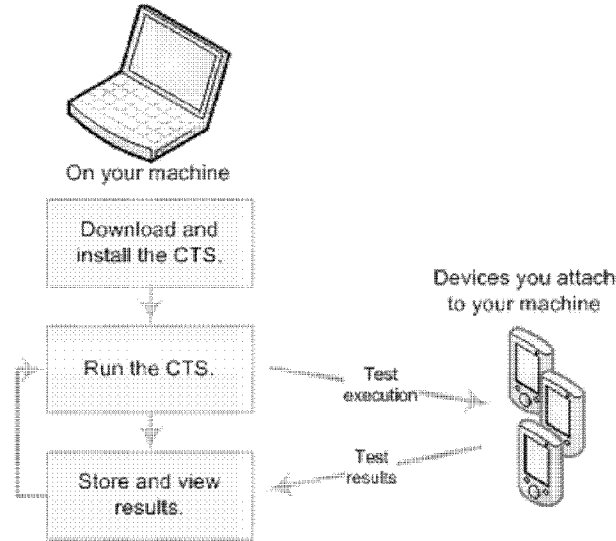 On your machine
Download and
install the CTS.
Devices you attach
to your machine
Run the CTS.
Test
execution
Store and view
results.
Test
results